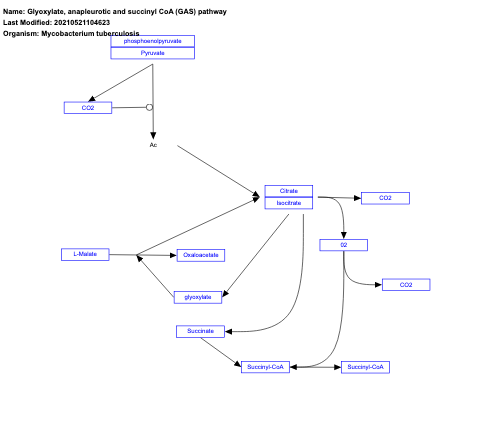 Name: Glyoxylate, anapleurotic and succinyl CoA (GAS) pathway
Last Modified: 20210521104623
Organism: Mycobacterium tuberculosis
phosphoenolpyruvate
Pyruvate
CO2
Ac
Citrate
Isocitrate
CO2
02
L-Malate
Oxaloacetate
CO2
glyoxylate
Succinate
Succinyl-CoA
Succinyl-CoA